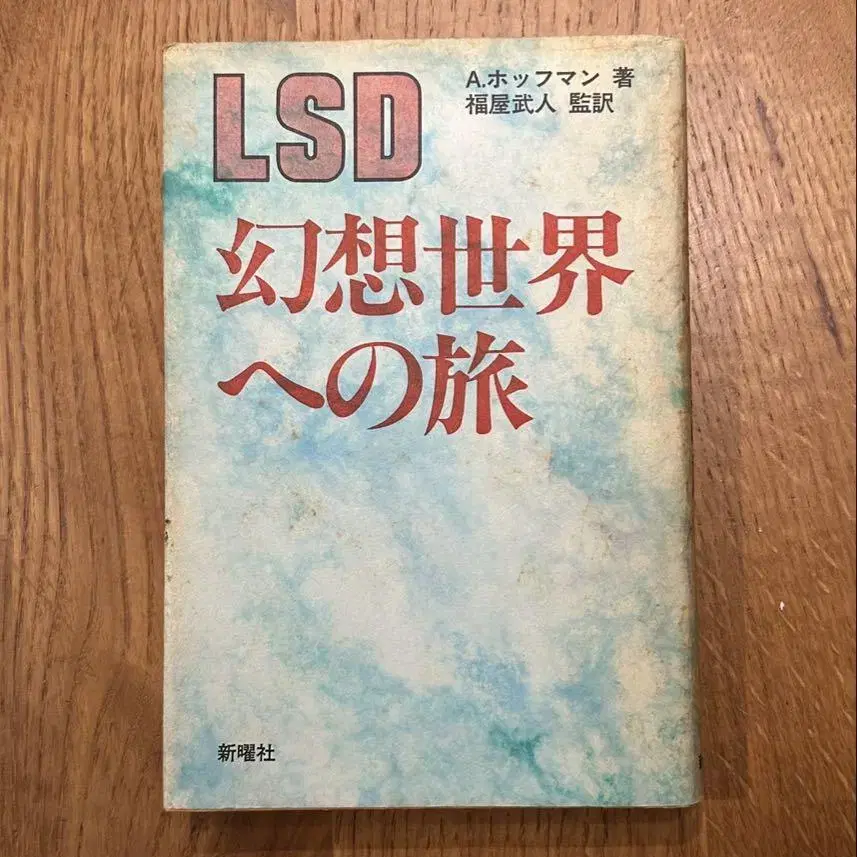 LSD
A.ホッフマン 著
福屋武人 監訳
幻想世界
への旅
新曜社